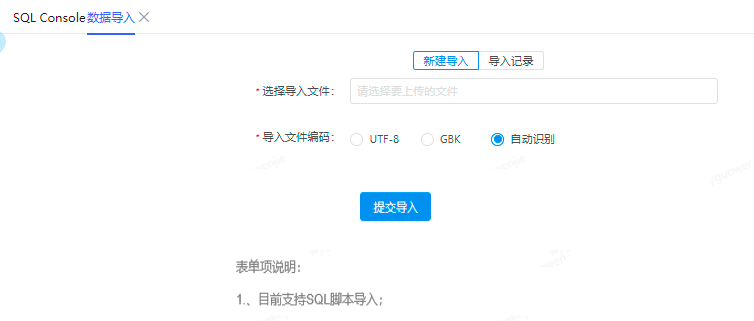 SQL Console 数据导入
新建导入 导入记录
* 选择导入文件： 请选择要上传的文件
* 导入文件编码： UTF-8 GBK 自动识别
提交导入
表单项说明：
1.、目前支持SQL脚本导入；